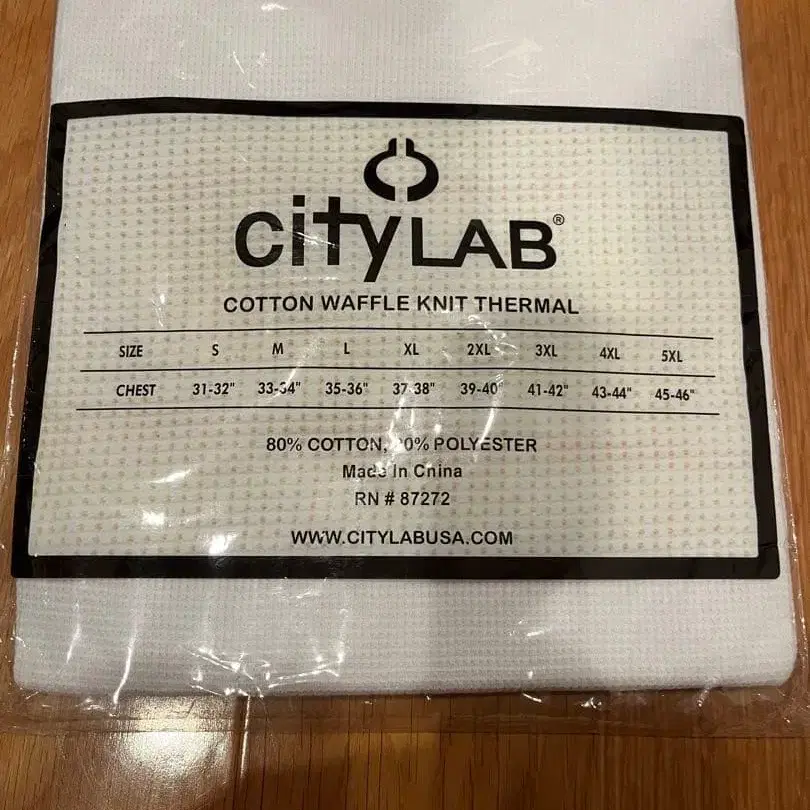 cityLAB®
COTTON WAFFLE KNIT THERMAL
SIZE S M L XL 2XL 3XL 4XL 5XL
CHEST 31-32" 33-34" 35-36" 37-38" 39-40" 41-42" 43-44" 45-46"
80% COTTON, 20% POLYESTER
Made In China
RN # 87272
WWW.CITYLABUSA.COM